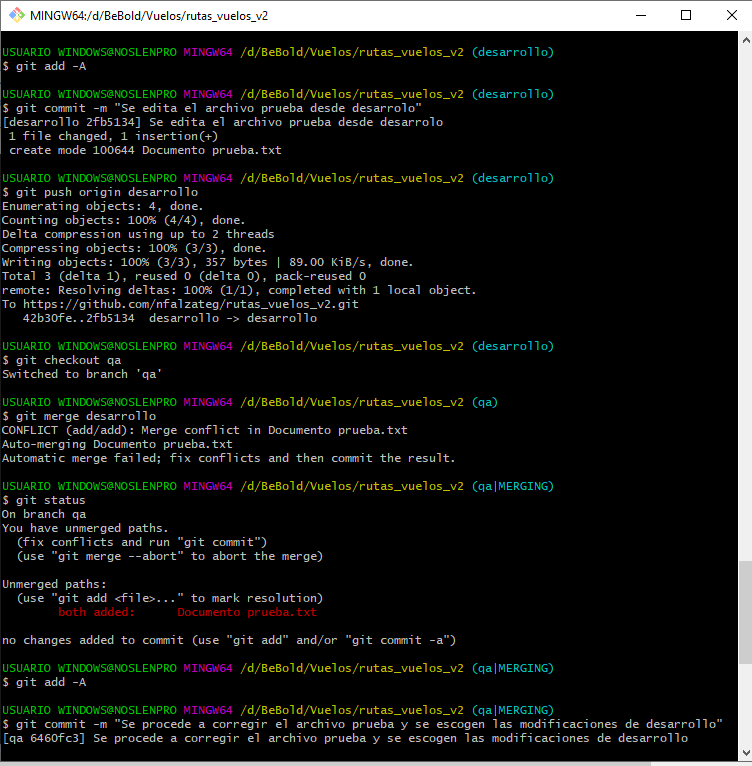 MINGW64:/d/BeBold/Vuelos/rutas_vuelos_v2
USUARIO WINDOWS@NOSLENPRO MINGW64 /d/BeBold/Vuelos/rutas_vuelos_v2 (desarrollo)
$ git add -A
USUARIO WINDOWS@NOSLENPRO MINGW64 /d/BeBold/Vuelos/rutas_vuelos_v2 (desarrollo)
$ git commit -m "Se edita el archivo prueba desde desarrolo"
[desarrollo 2fb5134] Se edita el archivo prueba desde desarrolo
1 file changed, 1 insertion(+)
create mode 100644 Documento prueba.txt
USUARIO WINDOWS@NOSLENPRO MINGW64 /d/BeBold/Vuelos/rutas_vuelos_v2 (desarrollo)
$ git push origin desarrollo
Enumerating objects: 4, done.
Counting objects: 100% (4/4), done.
Delta compression using up to 2 threads
Compressing objects: 100% (3/3), done.
Writing objects: 100% (3/3), 357 bytes | 89.00 KiB/s, done.
Total 3 (delta 1), reused 0 (delta 0), pack-reused 0
remote: Resolving deltas: 100% (1/1), completed with 1 local object.
To https://github.com/nfalzateg/rutas_vuelos_v2.git
42b30fe..2fb5134  desarrollo -> desarrollo
USUARIO WINDOWS@NOSLENPRO MINGW64 /d/BeBold/Vuelos/rutas_vuelos_v2 (desarrollo)
$ git checkout qa
Switched to branch 'qa'
USUARIO WINDOWS@NOSLENPRO MINGW64 /d/BeBold/Vuelos/rutas_vuelos_v2 (qa)
$ git merge desarrollo
CONFLICT (add/add): Merge conflict in Documento prueba.txt
Auto-merging Documento prueba.txt
Automatic merge failed; fix conflicts and then commit the result.
USUARIO WINDOWS@NOSLENPRO MINGW64 /d/BeBold/Vuelos/rutas_vuelos_v2 (qa|MERGING)
$ git status
On branch qa
You have unmerged paths.
(fix conflicts and run "git commit")
(use "git merge --abort" to abort the merge)
Unmerged paths:
(use "git add <file>..." to mark resolution)
both added:      Documento prueba.txt
no changes added to commit (use "git add" and/or "git commit -a")
USUARIO WINDOWS@NOSLENPRO MINGW64 /d/BeBold/Vuelos/rutas_vuelos_v2 (qa|MERGING)
$ git add -A
USUARIO WINDOWS@NOSLENPRO MINGW64 /d/BeBold/Vuelos/rutas_vuelos_v2 (qa|MERGING)
$ git commit -m "Se procede a corregir el archivo prueba y se escogen las modificaciones de desarrollo"
[qa 6460fc3] Se procede a corregir el archivo prueba y se escogen las modificaciones de desarrollo